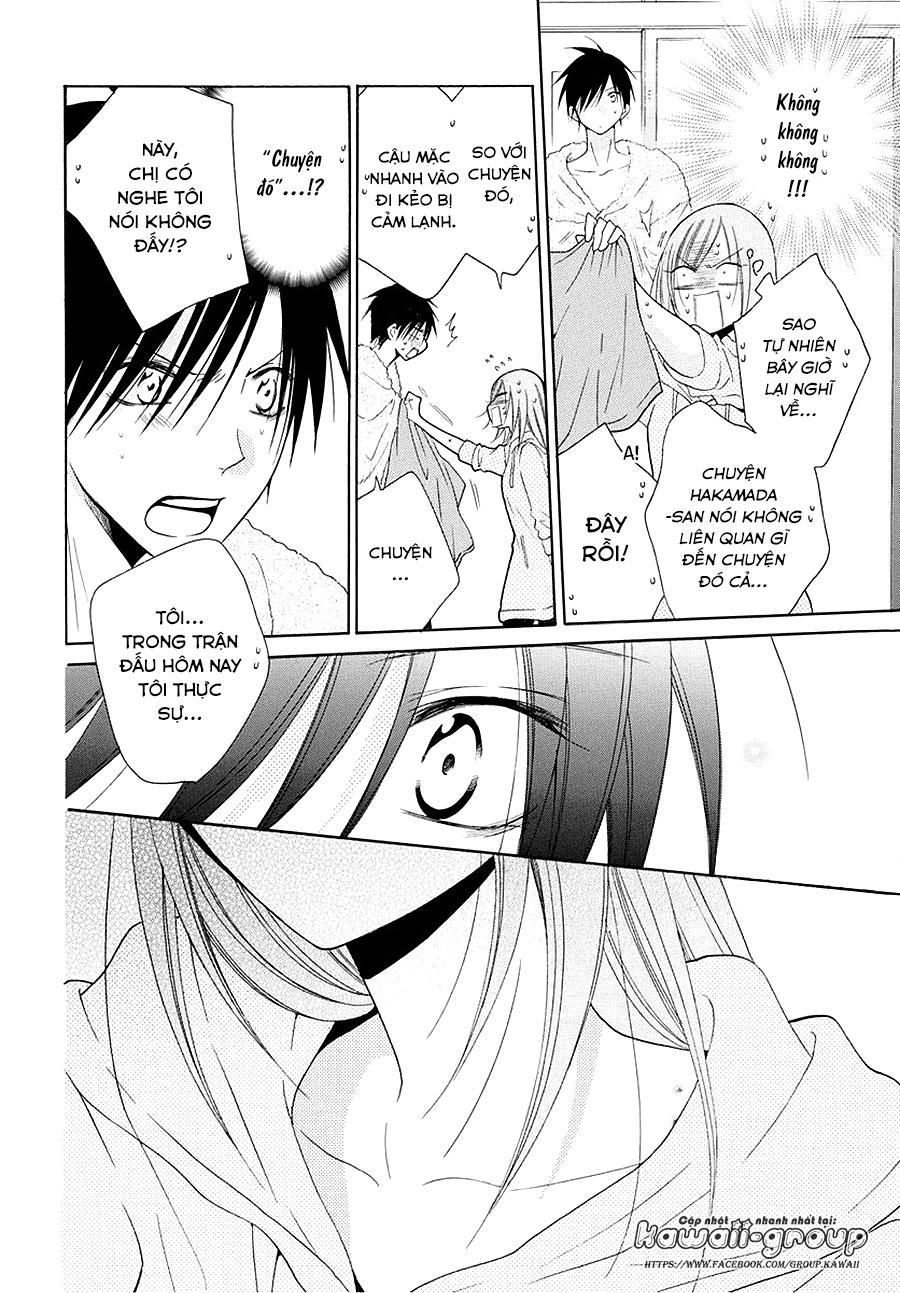 Không
không
không
!!!
SAO
TỰ NHIÊN
BÂY GIỜ
LẠI NGHĨ
VỀ...
CHUYỆN
HAKAMADA
-SAN NÓI KHÔNG
LIÊN QUAN GÌ
ĐẾN CHUYỆN
ĐÓ CẢ...
A!
ĐÂY
RỒI!
SO VỚI
CHUYỆN
ĐÓ,
CẬU MẶC
NHANH VÀO
ĐI KẺO BỊ
CẢM LẠNH.
CHUYỆN
...
"Chuyện
đó"...!?
NÀY,
CHỊ CÓ
NGHE TÔI
NÓI KHÔNG
ĐẤY!?
TÔI...
TRONG TRẬN
ĐẤU HÔM NAY
TÔI THỰC
SỰ...
Cập nhật nhanh nhất tại:
kawaii-group
HTTPS://WWW.FACEBOOK.COM/GROUP.KAWAII